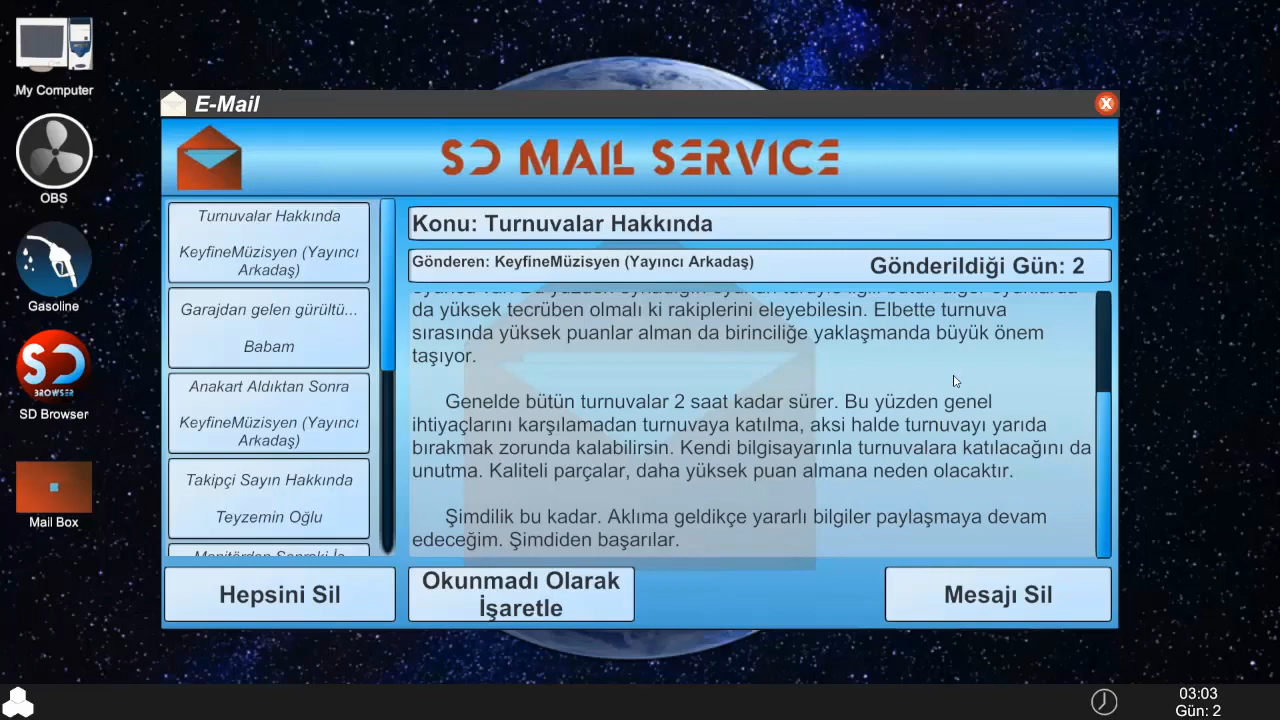 My Computer
OBS
Gasoline
SD
BROWSER
SD Browser
Mail Box
E-Mail
X
SD MAIL SERVICE
Turnuvalar Hakkında
KeyfineMüzisyen (Yayıncı
Arkadaş)
Garajdan gelen gürültü...
Babam
Anakart Aldıktan Sonra
KeyfineMüzisyen (Yayıncı
Arkadaş)
Takipçi Sayın Hakkında
Teyzemin Oğlu
Konu: Turnuvalar Hakkında
Gönderen: KeyfineMüzisyen (Yayıncı Arkadaş)
Gönderildiği Gün: 2
da yüksek tecrüben olmalı ki rakiplerini eleyebilesin. Elbette turnuva
sırasında yüksek puanlar alman da birinciliğe yaklaşmanda büyük önem
taşıyor.
Genelde bütün turnuvalar 2 saat kadar sürer. Bu yüzden genel
ihtiyaçlarını karşılamadan turnuvaya katılma, aksi halde turnuvayı yarıda
bırakmak zorunda kalabilirsin. Kendi bilgisayarınla turnuvalara katılacağını da
unutma. Kaliteli parçalar, daha yüksek puan almana neden olacaktır.
Şimdilik bu kadar. Aklıma geldikçe yararlı bilgiler paylaşmaya devam
edeceğim. Şimdiden başarılar.
Hepsini Sil
Okunmadı Olarak
İşaretle
Mesajı Sil
03:03
Gün: 2